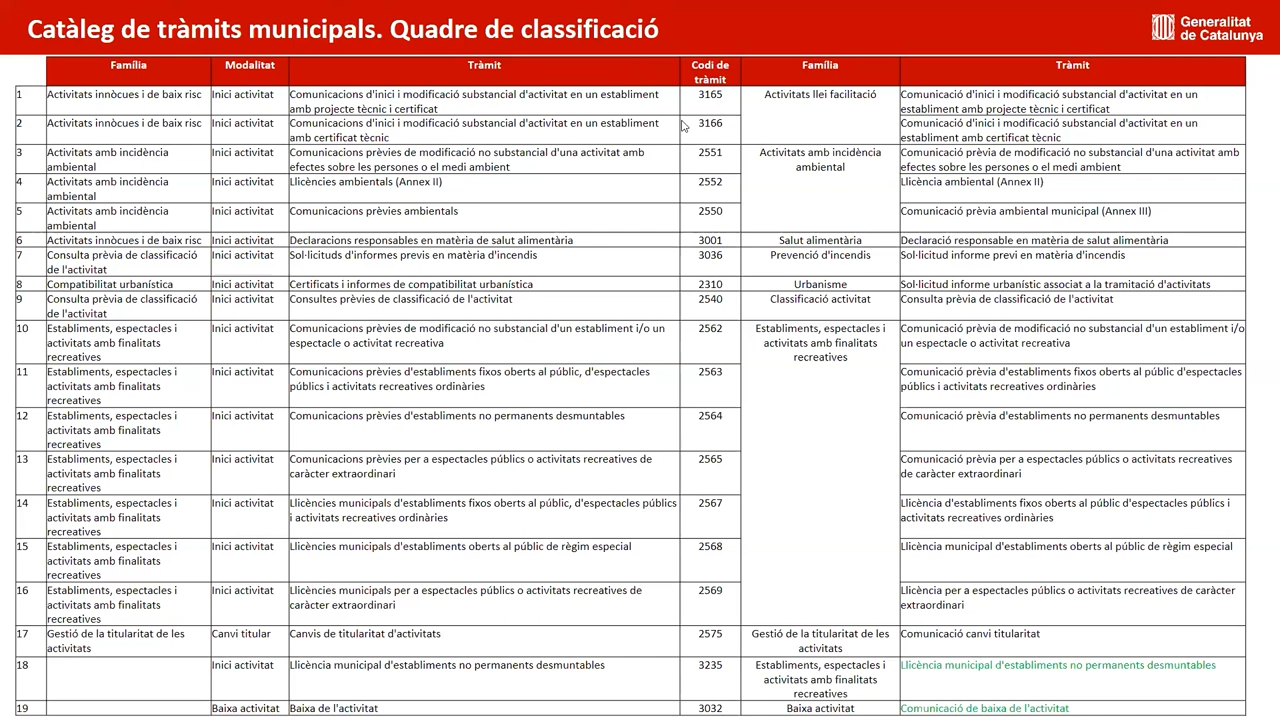 Catàleg de tràmits municipals. Quadre de classificació
Generalitat
de Catalunya
Família Modalitat Tràmit Codi de tràmit Família Tràmit
1 Activitats innòcues i de baix risc Inici activitat Comunicacions d'inici i modificació substancial d'activitat en un establiment 3165 Activitats llei facilitació Comunicació d'inici i modificació substancial d'activitat en un
amb projecte tècnic i certificat establiment amb projecte tècnic i certificat
2 Activitats innòcues i de baix risc Inici activitat Comunicacions d'inici i modificació substancial d'activitat en un establiment 3166 Comunicació d'inici i modificació substancial d'activitat en un
amb certificat tècnic establiment amb certificat tècnic
3 Activitats amb incidència Inici activitat Comunicacions prèvies de modificació no substancial d'una activitat amb 2551 Activitats amb incidència Comunicació prèvia de modificació no substancial d'una activitat amb
ambiental efectes sobre les persones o el medi ambient ambiental efectes sobre les persones o el medi ambient
4 Activitats amb incidència Inici activitat Llicències ambientals (Annex II) 2552 Llicència ambiental (Annex II)
ambiental
5 Activitats amb incidència Inici activitat Comunicacions prèvies ambientals 2550 Comunicació prèvia ambiental municipal (Annex III)
ambiental
6 Activitats innòcues i de baix risc Inici activitat Declaracions responsables en matèria de salut alimentària 3001 Salut alimentària Declaració responsable en matèria de salut alimentària
7 Consulta prèvia de classificació Inici activitat Sol·licituds d'informes previs en matèria d'incendis 3036 Prevenció d'incendis Sol·licitud informe previ en matèria d'incendis
de l'activitat
8 Compatibilitat urbanística Inici activitat Certificats i informes de compatibilitat urbanística 2310 Urbanisme Sol·licitud informe urbanístic associat a la tramitació d'activitats
9 Consulta prèvia de classificació Inici activitat Consultes prèvies de classificació de l'activitat 2540 Classificació activitat Consulta prèvia de classificació de l'activitat
de l'activitat
10 Establiments, espectacles i Inici activitat Comunicacions prèvies de modificació no substancial d'un establiment i/o un 2562 Establiments, espectacles i Comunicació prèvia de modificació no substancial d'un establiment i/o
activitats amb finalitats espectacle o activitat recreativa activitats amb finalitats un espectacle o activitat recreativa
recreatives recreatives
11 Establiments, espectacles i Inici activitat Comunicacions prèvies d'establiments fixos oberts al públic, d'espectacles 2563 Comunicació prèvia d'establiments fixos oberts al públic, d'espectacles
activitats amb finalitats públics i activitats recreatives ordinàries públics i activitats recreatives ordinàries
recreatives
12 Establiments, espectacles i Inici activitat Comunicacions prèvies d'establiments no permanents desmuntables 2564 Comunicació prèvia d'establiments no permanents desmuntables
activitats amb finalitats
recreatives
13 Establiments, espectacles i Inici activitat Comunicacions prèvies per a espectacles públics o activitats recreatives de 2565 Comunicació prèvia per a espectacles públics o activitats recreatives
activitats amb finalitats caràcter extraordinari de caràcter extraordinari
recreatives
14 Establiments, espectacles i Inici activitat Llicències municipals d'establiments fixos oberts al públic, d'espectacles públics 2567 Llicència d'establiments fixos oberts al públic d'espectacles públics i
activitats amb finalitats i activitats recreatives ordinàries activitats recreatives ordinàries
recreatives
15 Establiments, espectacles i Inici activitat Llicències municipals d'establiments oberts al públic de règim especial 2568 Llicència municipal d'establiments oberts al públic de règim especial
activitats amb finalitats
recreatives
16 Establiments, espectacles i Inici activitat Llicències municipals per a espectacles públics o activitats recreatives de 2569 Llicència per a espectacles públics o activitats recreatives de caràcter
activitats amb finalitats caràcter extraordinari extraordinari
recreatives
17 Gestió de la titularitat de les Canvi titular Canvis de titularitat d'activitats 2575 Gestió de la titularitat de les Comunicació canvi titularitat
activitats activitats
18 Inici activitat Llicència municipal d'establiments no permanents desmuntables 3235 Establiments, espectacles i Llicència municipal d'establiments no permanents desmuntables
activitats amb finalitats
recreatives
19 Baixa activitat Baixa de l'activitat 3032 Baixa activitat Comunicació de baixa de l'activitat